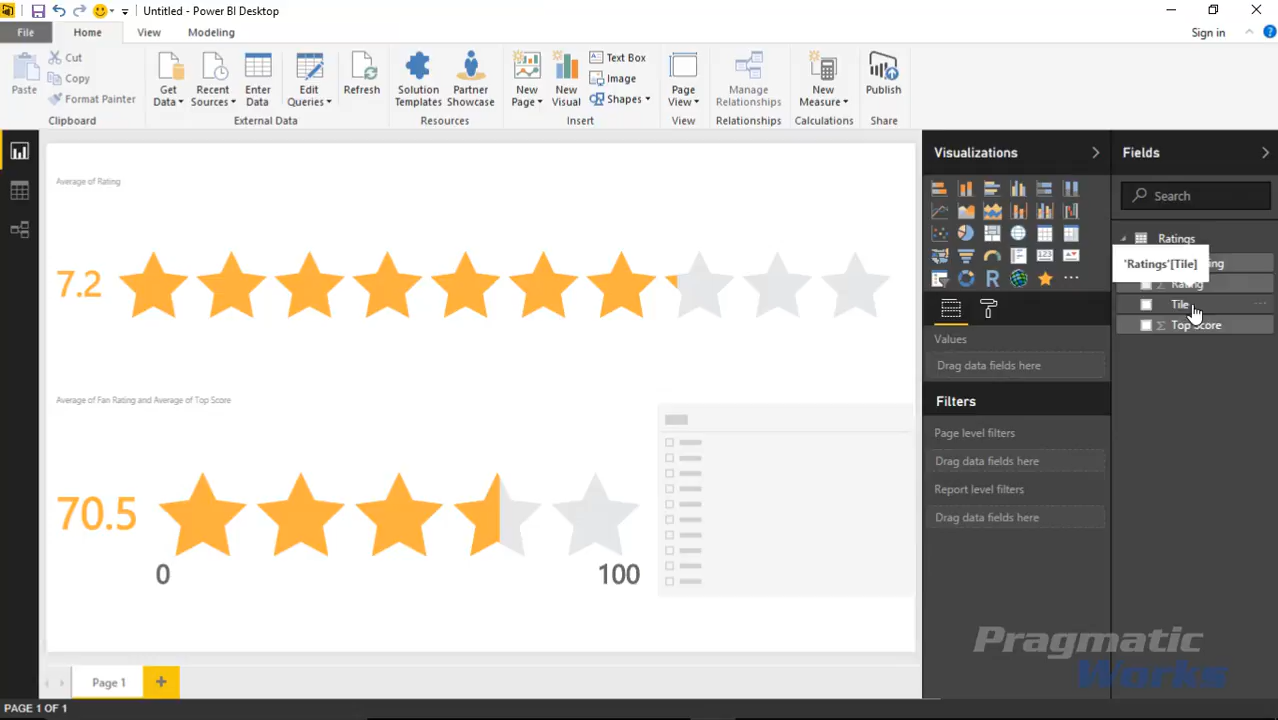 Untitled - Power BI Desktop
File Home View Modeling Sign in
Paste
Cut
Copy
Format Painter
Clipboard
Get Data
Recent Sources
Enter Data
Edit Queries
Refresh
External Data
Solution Templates
Partner Showcase
Resources
New Page
New Visual
Text Box
Image
Shapes
Insert
Page View
View
Manage Relationships
Relationships
New Measure
Calculations
Publish
Share
Average of Rating
7.2
Average of Fan Rating and Average of Top Score
70.5
0
100
Visualizations
R
Values
Drag data fields here
Filters
Page level filters
Drag data fields here
Report level filters
Drag data fields here
Fields
Search
Ratings
'Ratings'[Tile]
Rating
Tile
Top Score
Pragmatic
Works
Page 1
PAGE 1 OF 1